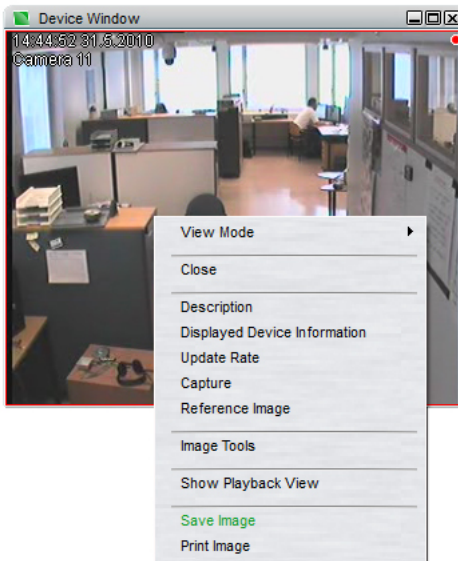 Device Window
14:44:52 31.5.2010
Camera 11
View Mode
Close
Description
Displayed Device Information
Update Rate
Capture
Reference Image
Image Tools
Show Playback View
Save Image
Print Image